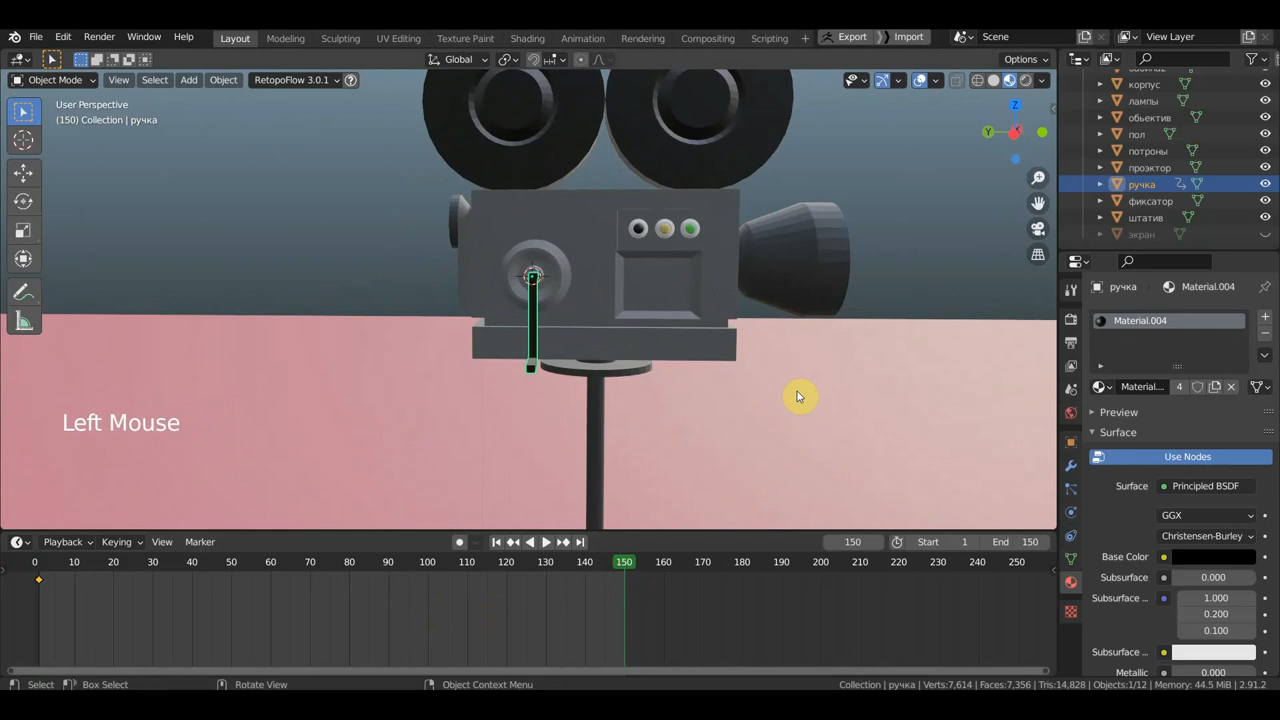 File Edit Render Window Help Layout Modeling Sculpting UV Editing Texture Paint Shading Animation Rendering Compositing Scripting + Export Import Scene View Layer
Global Options
Object Mode View Select Add Object RetopoFlow 3.0.1
User Perspective
(150) Collection | ручка
Z
Y
корпус
лампы
обьектив
пол
потроны
проэктор
ручка
фиксатор
штатив
экран
ручка Material.004
Material.004
Material... 4
Preview
Surface
Use Nodes
Surface Principled BSDF
GGX
Christensen-Burley
Base Color
Subsurface 0.000
Subsurface ... 1.000
0.200
0.100
Subsurface ...
Metallic 0.000
Left Mouse
Playback Keying View Marker 150 Start 1 End 150
0 10 20 30 40 50 60 70 80 90 100 110 120 130 140 150 160 170 180 190 200 210 220 230 240 250
Select Box Select Rotate View Object Context Menu Collection | ручка | Verts:7,614 | Faces:7,356 | Tris:14,828 | Objects:1/12 | Memory: 44.5 MiB | 2.91.2